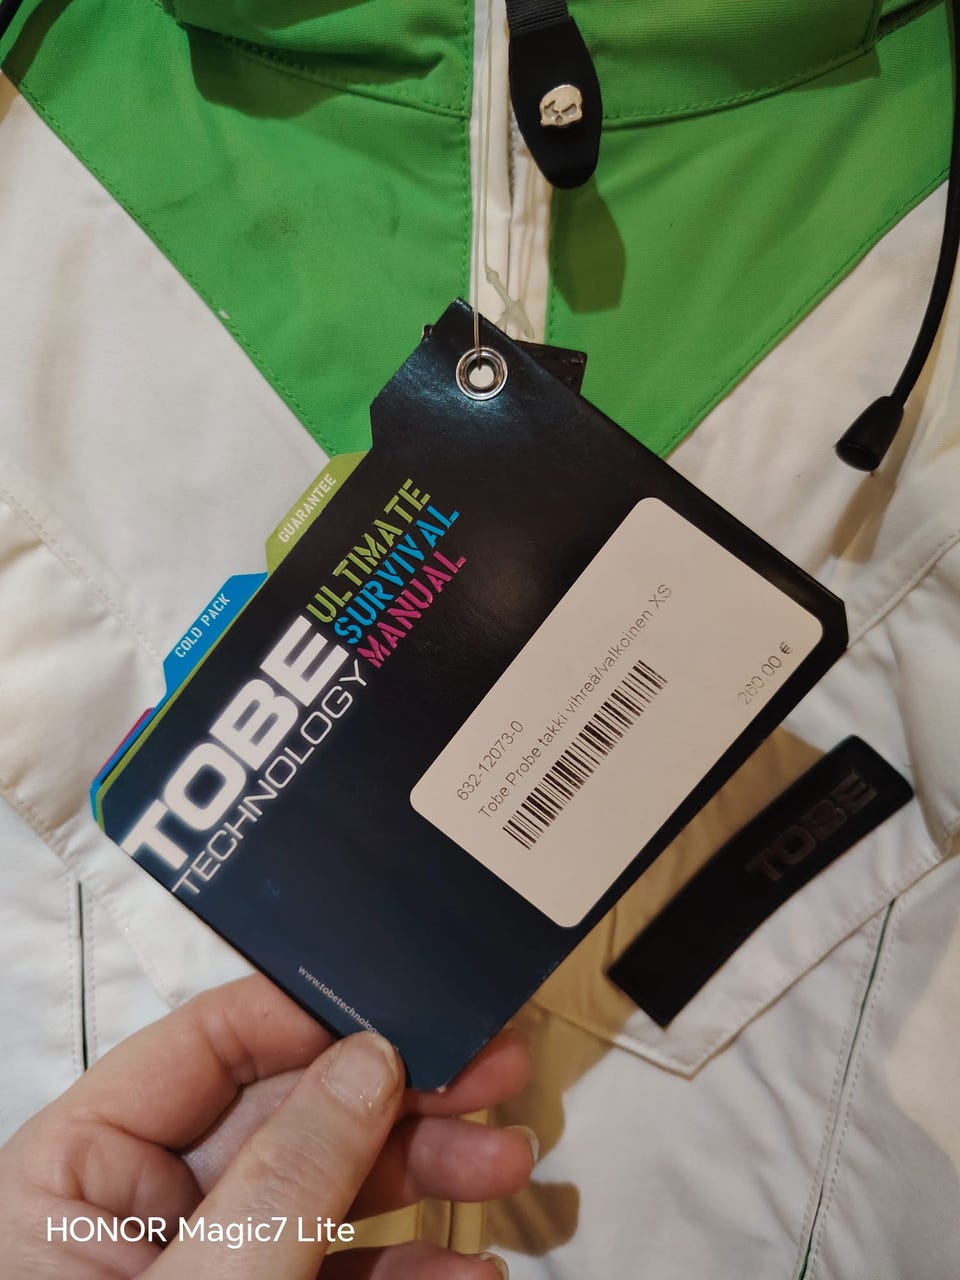 GUARANTEE
COLD PACK
ULTIMATE
SURVIVAL
MANUAL
TOBE
TECHNOLOGY
632-12073-0
Tobe Probe takki vihreä/valkoinen XS
260.00 €
TOBE
HONOR Magic7 Lite